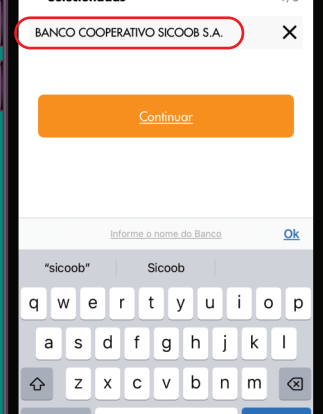 BANCO COOPERATIVO SICOOB S.A.
Continuar
Informe o nome do Banco
Ok
"sicoob" Sicoob
q w e r t y u i o p
a s d f g h j k l
z x c v b n m